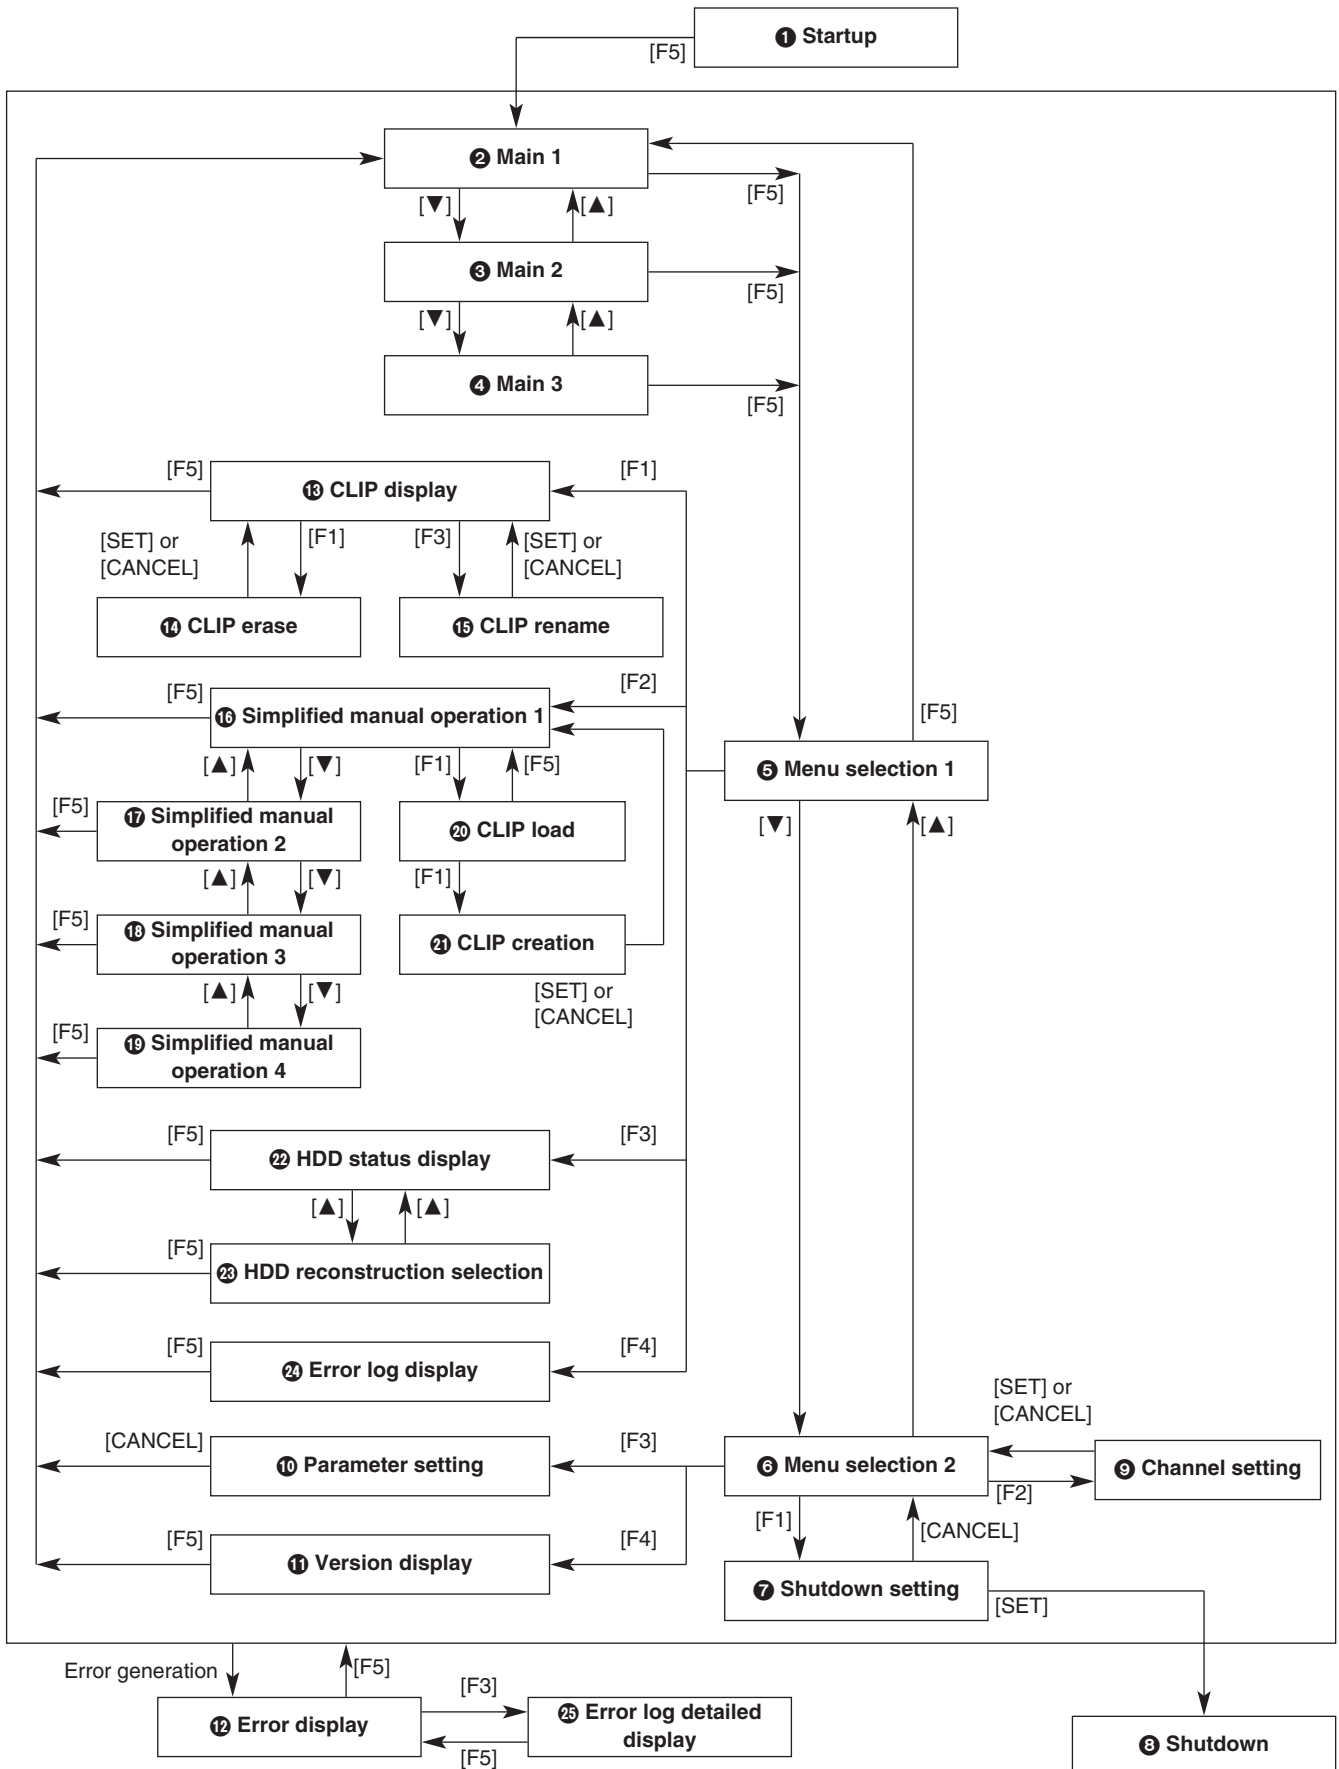 ❶ Startup
[F5]
❷ Main 1
[F5]
[▼]
[▲]
❸ Main 2
[F5]
[▼]
[▲]
❹ Main 3
[F5]
[F5]
⓭ CLIP display
[F1]
[SET] or
[CANCEL]
[F1]
[F3]
[SET] or
[CANCEL]
⓮ CLIP erase
⓯ CLIP rename
[F5]
⓰ Simplified manual operation 1
[F2]
[F5]
❺ Menu selection 1
[▲]
[▼]
[F1]
[F5]
[F5]
⓱ Simplified manual
operation 2
⓴ CLIP load
[▼]
[▲]
[▲]
[▼]
[F1]
[F5]
⓲ Simplified manual
operation 3
㉑ CLIP creation
[▲]
[▼]
[SET] or
[CANCEL]
[F5]
⓳ Simplified manual
operation 4
[F5]
㉒ HDD status display
[F3]
[▲]
[▲]
[F5]
㉓ HDD reconstruction selection
[F5]
㉔ Error log display
[F4]
[SET] or
[CANCEL]
[CANCEL]
❿ Parameter setting
[F3]
❻ Menu selection 2
❾ Channel setting
[F2]
[F1]
[CANCEL]
[F5]
⓫ Version display
[F4]
❼ Shutdown setting
[SET]
Error generation
[F5]
[F3]
⓬ Error display
㉕ Error log detailed
display
[F5]
❽ Shutdown